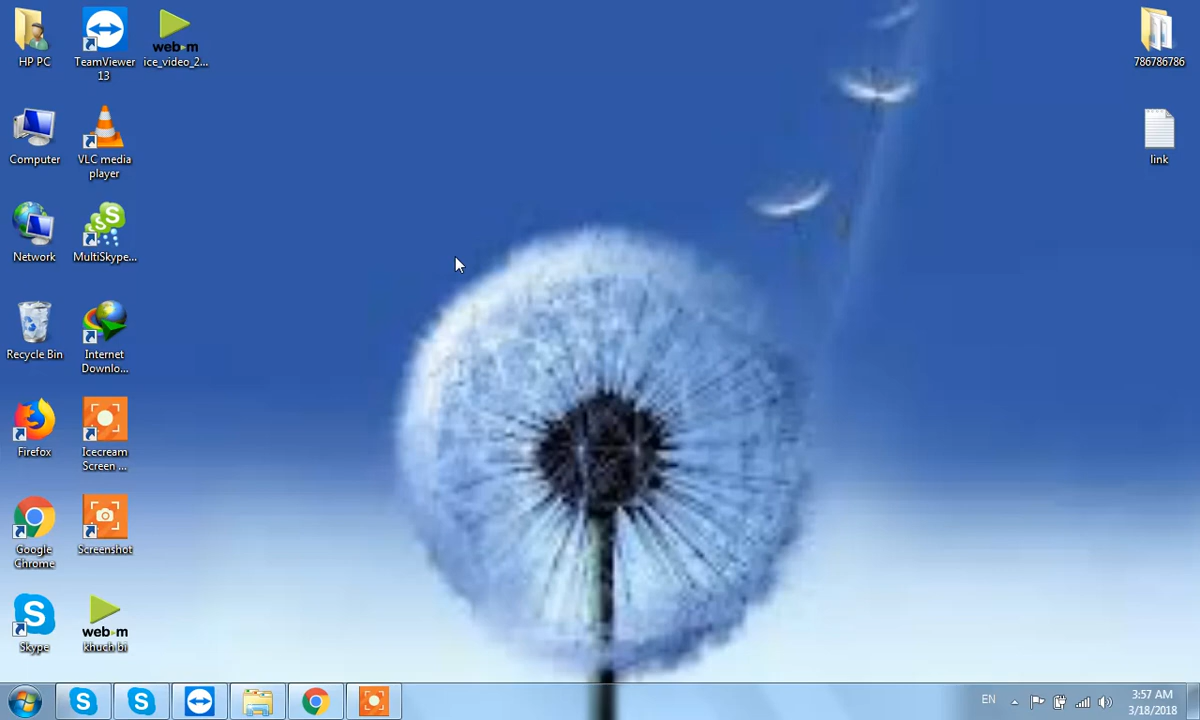 HP PC
TeamViewer
13
web m
ice_video_2...
786786786
Computer
VLC media
player
link
Network
S
MultiSkype...
Recycle Bin
Internet
Downlo...
Firefox
Icecream
Screen ...
Google
Chrome
Screenshot
S
Skype
web m
khuch bi
S
S
EN
3:57 AM
3/18/2018